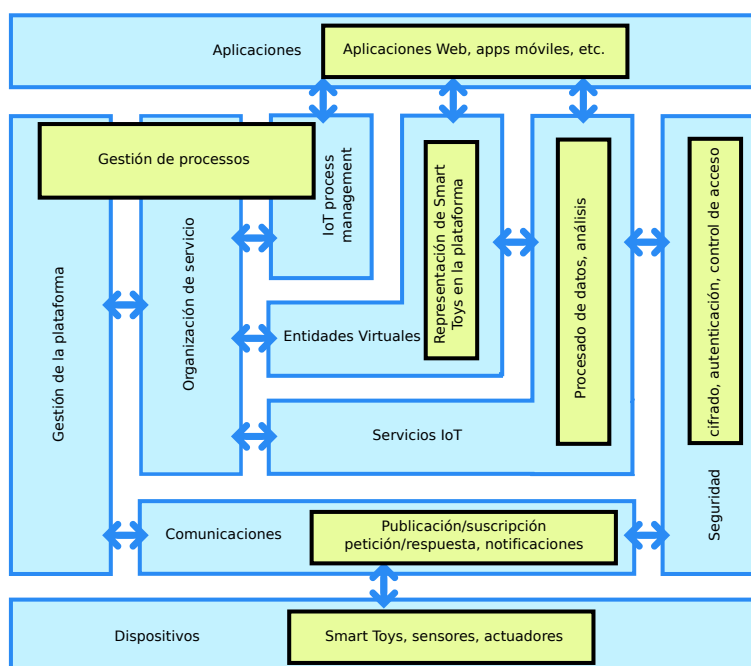 Aplicaciones
Aplicaciones Web, apps móviles, etc.
Gestión de processos
IoT process
management
Representación de Smart
Toys en la plataforma
Procesado de datos, análisis
cifrado, autenticación, control de acceso
Gestión de la plataforma
Organización de servicio
Entidades Virtuales
Servicios IoT
Seguridad
Comunicaciones
Publicación/suscripción
petición/respuesta, notificaciones
Dispositivos
Smart Toys, sensores, actuadores